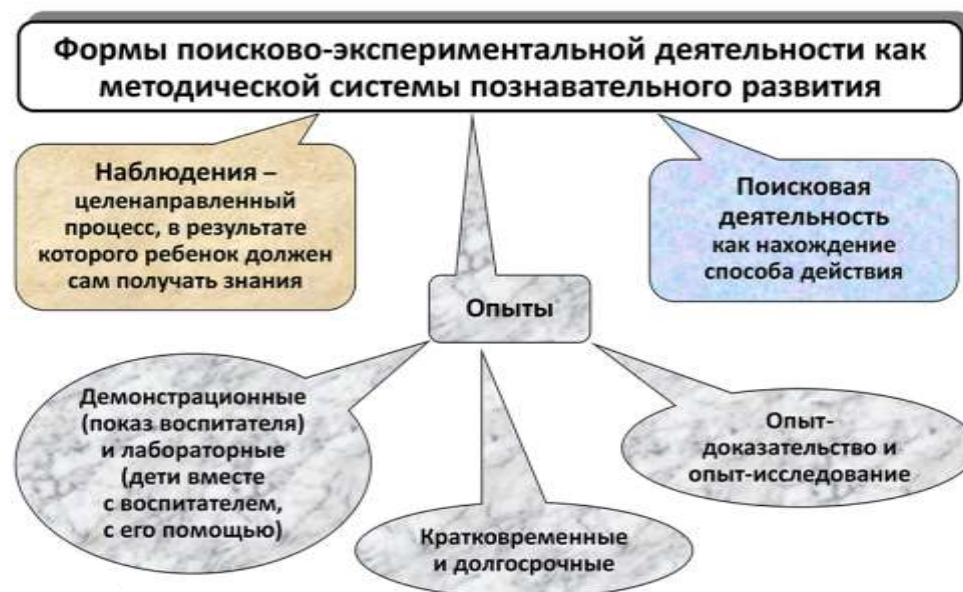 Формы поисково-экспериментальной деятельности как
методической системы познавательного развития
Наблюдения –
целенаправленный
процесс, в результате
которого ребенок должен
сам получать знания
Поисковая
деятельность
как нахождение
способа действия
Опыты
Демонстрационные
(показ воспитателя)
и лабораторные
(дети вместе
с воспитателем,
с его помощью)
Кратковременные
и долгосрочные
Опыт-
доказательство и
опыт-исследование